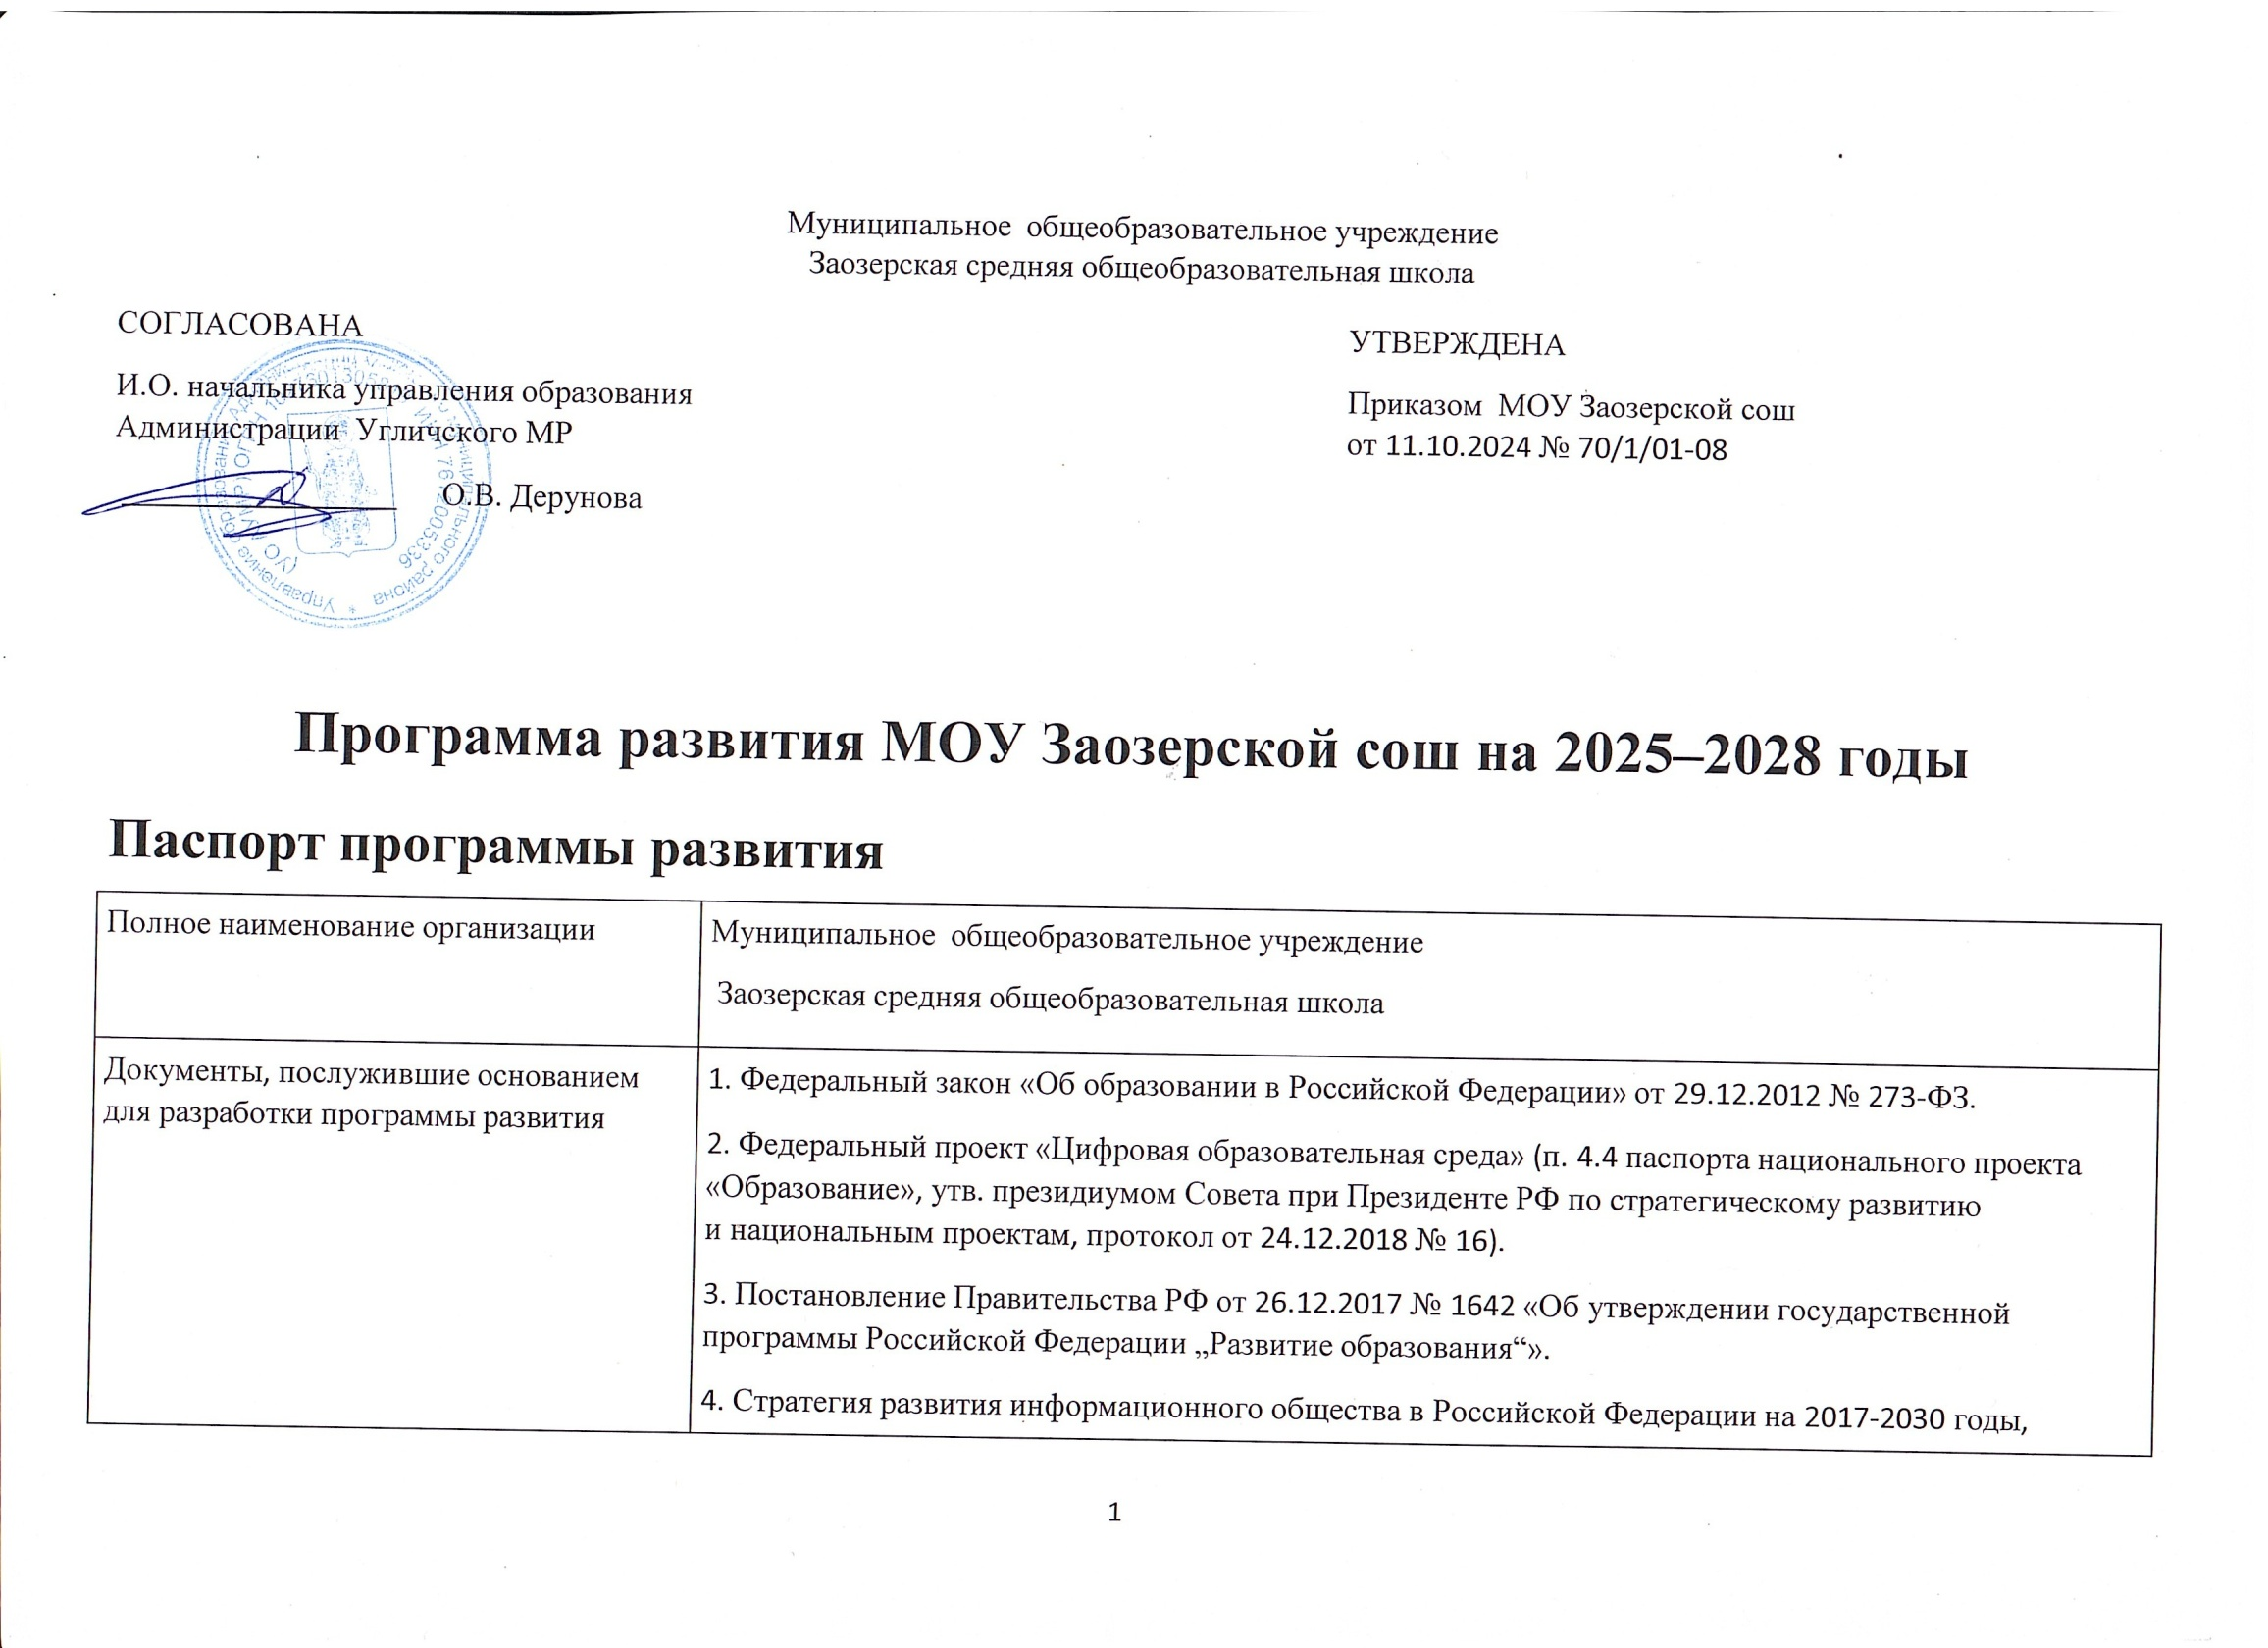 Муниципальное общеобразовательное учреждение
Заозерская средняя общеобразовательная школа
СОГЛАСОВАНА
И.О. начальника управления образования
Администрации Угличского МР
О.В. Дерунова
УТВЕРЖДЕНА
Приказом МОУ Заозерской сош
от 11.10.2024 № 70/1/01-08
Управление образования
муниципального района *
ИНН 7612005336
Программа развития МОУ Заозерской сош на 2025–2028 годы
Паспорт программы развития
Полное наименование организации
Муниципальное общеобразовательное учреждение
Заозерская средняя общеобразовательная школа
Документы, послужившие основанием
для разработки программы развития
1. Федеральный закон «Об образовании в Российской Федерации» от 29.12.2012 № 273-ФЗ.
2. Федеральный проект «Цифровая образовательная среда» (п. 4.4 паспорта национального проекта
«Образование», утв. президиумом Совета при Президенте РФ по стратегическому развитию
и национальным проектам, протокол от 24.12.2018 № 16).
3. Постановление Правительства РФ от 26.12.2017 № 1642 «Об утверждении государственной
программы Российской Федерации „Развитие образования“».
4. Стратегия развития информационного общества в Российской Федерации на 2017-2030 годы,
1